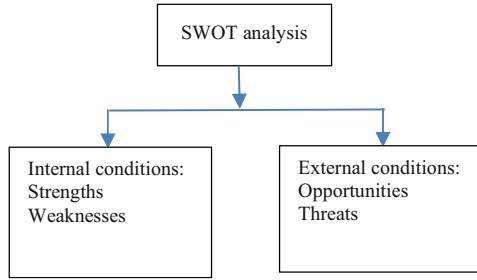 SWOT analysis
Internal conditions:
Strengths
Weaknesses
External conditions:
Opportunities
Threats